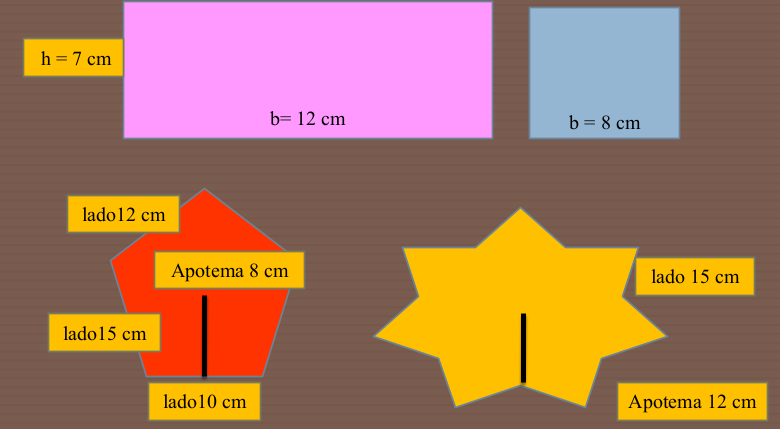 h = 7 cm
b= 12 cm
b = 8 cm
lado12 cm
Apotema 8 cm
lado 15 cm
lado15 cm
lado10 cm
Apotema 12 cm